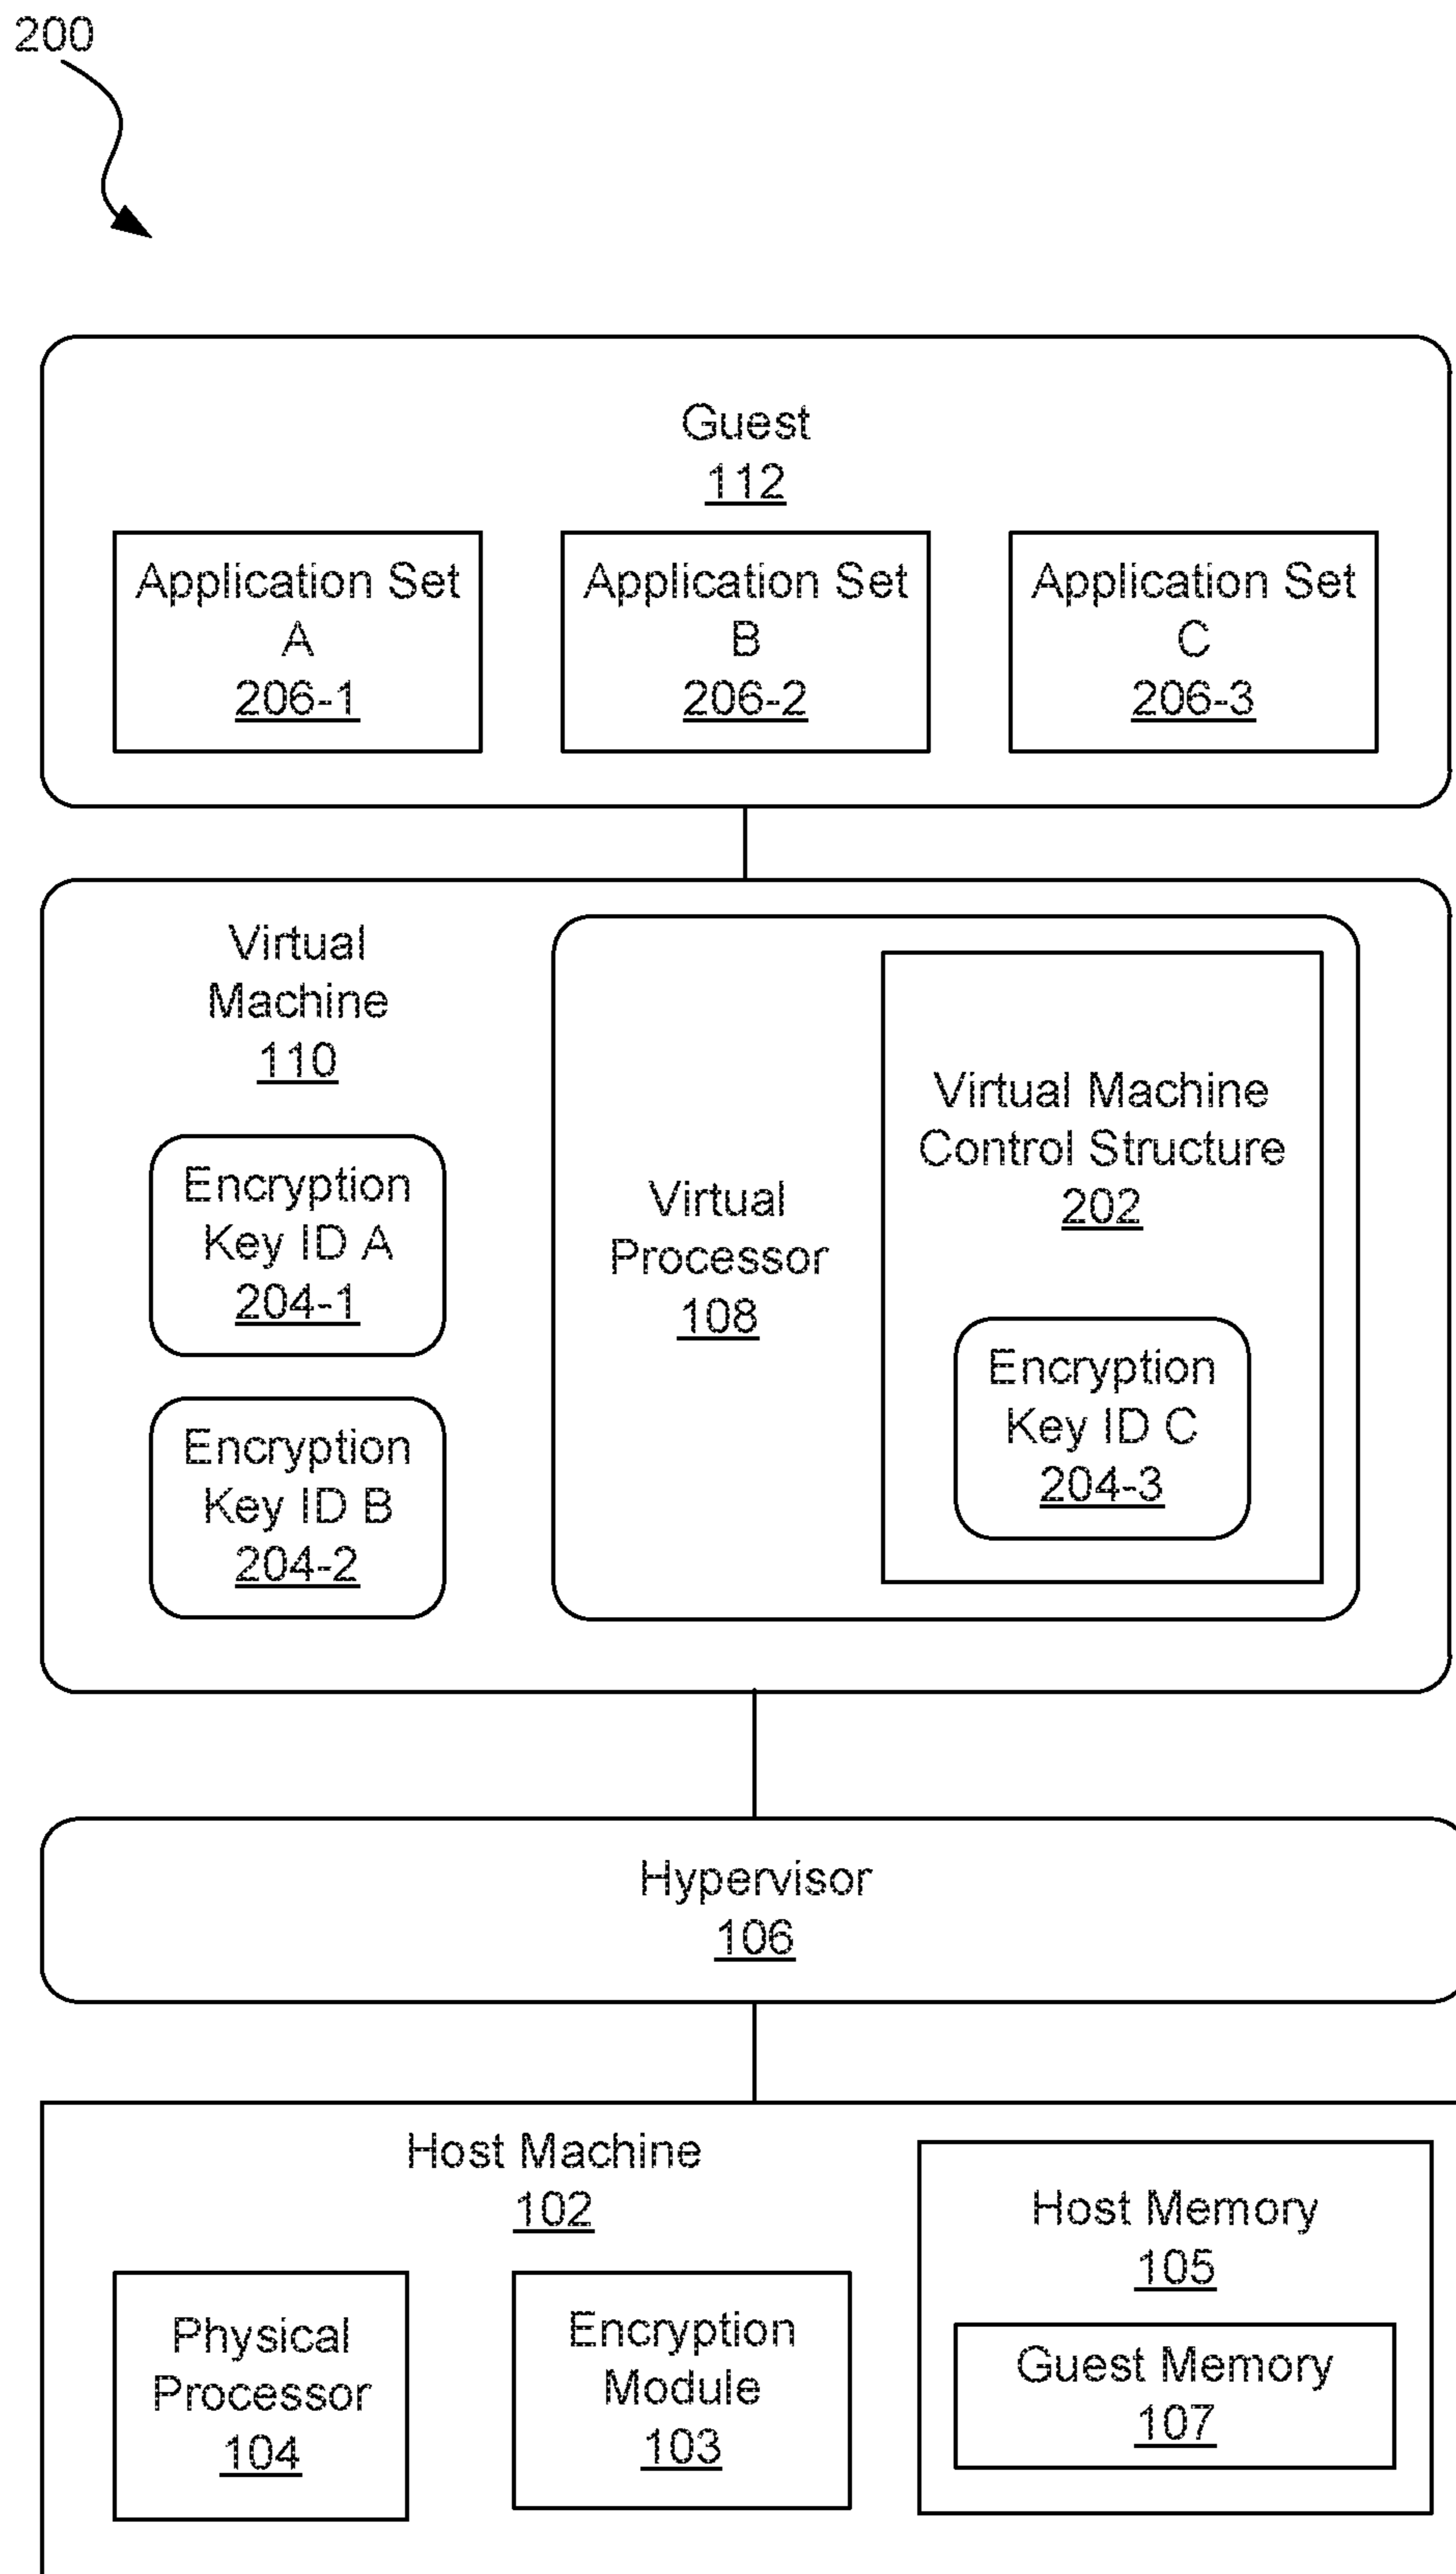 200
Guest
112
Application Set
A
206-1
Application Set
B
206-2
Application Set
C
206-3
Virtual
Machine
110
Encryption
Key ID A
204-1
Encryption
Key ID B
204-2
Virtual
Processor
108
Virtual Machine
Control Structure
202
Encryption
Key ID C
204-3
Hypervisor
106
Host Machine
102
Physical
Processor
104
Encryption
Module
103
Host Memory
105
Guest Memory
107